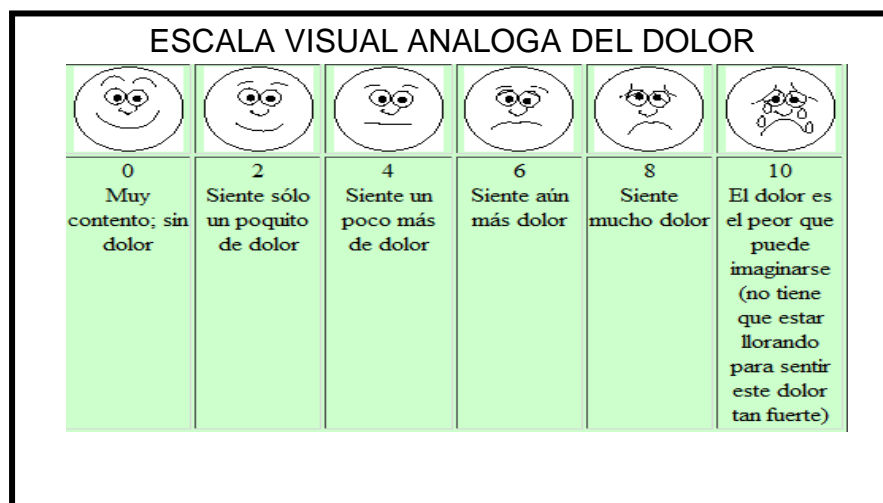 ESCALA VISUAL ANALOGA DEL DOLOR
0
Muy
contento; sin
dolor
2
Siente sólo
un poquito
de dolor
4
Siente un
poco más
de dolor
6
Siente aún
más dolor
8
Siente
mucho dolor
10
El dolor es
el peor que
puede
imaginarse
(no tiene
que estar
llorando
para sentir
este dolor
tan fuerte)